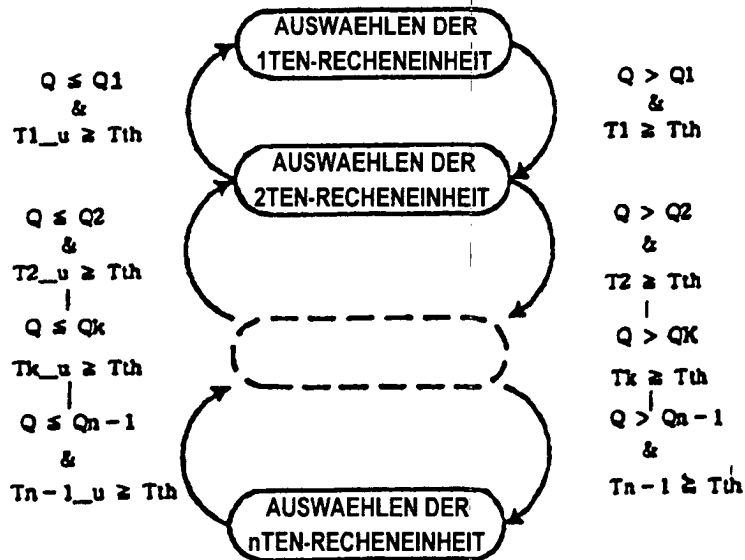 AUSWAEHLEN DER
1TEN-RECHENEINHEIT
Q ≤ Q1
&
T1_u ≧ Tth
Q > Q1
&
T1 ≧ Tth
AUSWAEHLEN DER
2TEN-RECHENEINHEIT
Q ≤ Q2
&
T2_u ≧ Tth
Q ≤ Qk
Tk_u ≧ Tth
Q ≤ Qn-1
&
Tn-1_u ≧ Tth
Q > Q2
&
T2 ≧ Tth
Q > QK
Tk ≧ Tth
Q > Qn-1
&
Tn-1 ≧ Tth
AUSWAEHLEN DER
nTEN-RECHENEINHEIT